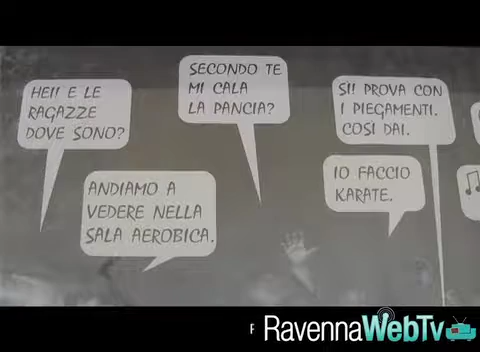 HEI! E LE
RAGAZZE
DOVE SONO?
SECONDO TE
MI CALA
LA PANCIA?
SI! PROVA CON
I PIEGAMENTI.
COSÌ DAI.
ANDIAMO A
VEDERE NELLA
SALA AEROBICA.
IO FACCIO
KARATE.
F RavennaWebTv